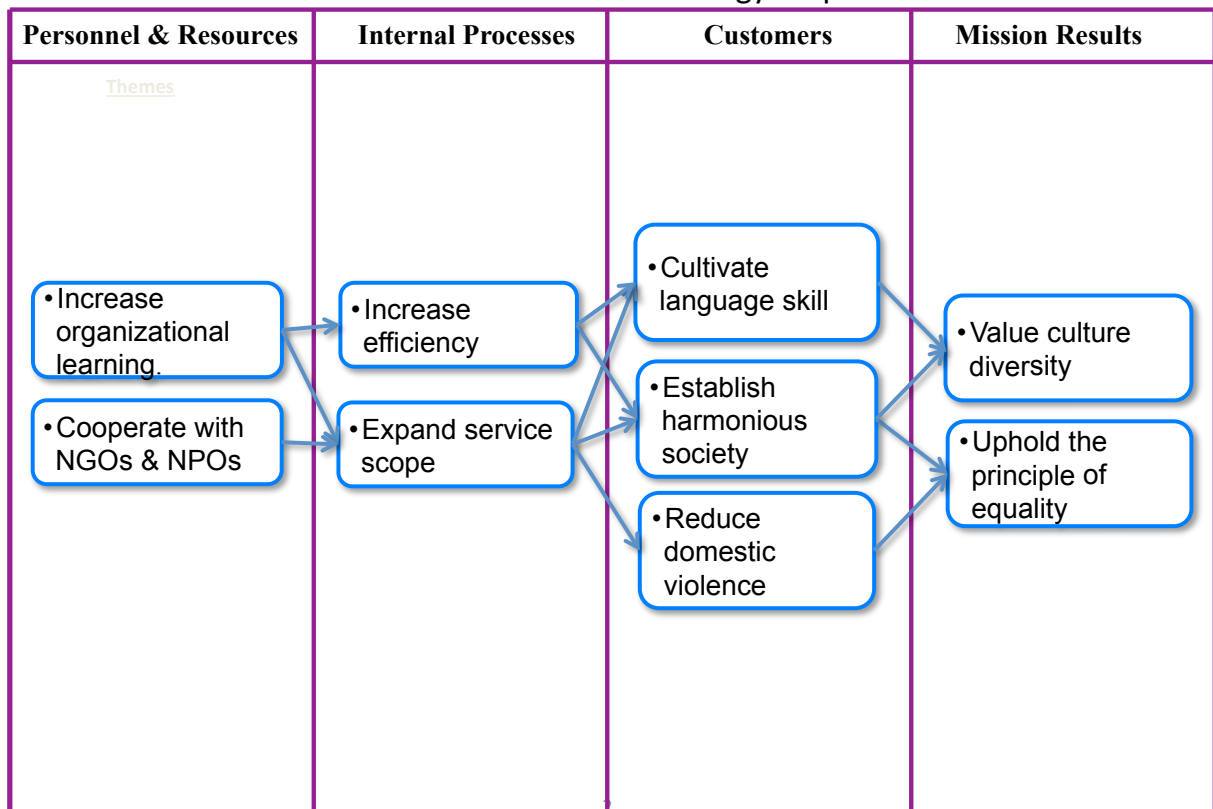 Personnel & Resources
Internal Processes
Customers
Mission Results
Themes
•Increase
organizational
learning.
•Cooperate with
NGOs & NPOs
•Increase
efficiency
•Expand service
scope
•Cultivate
language skill
•Establish
harmonious
society
•Reduce
domestic
violence
•Value culture
diversity
•Uphold the
principle of
equality